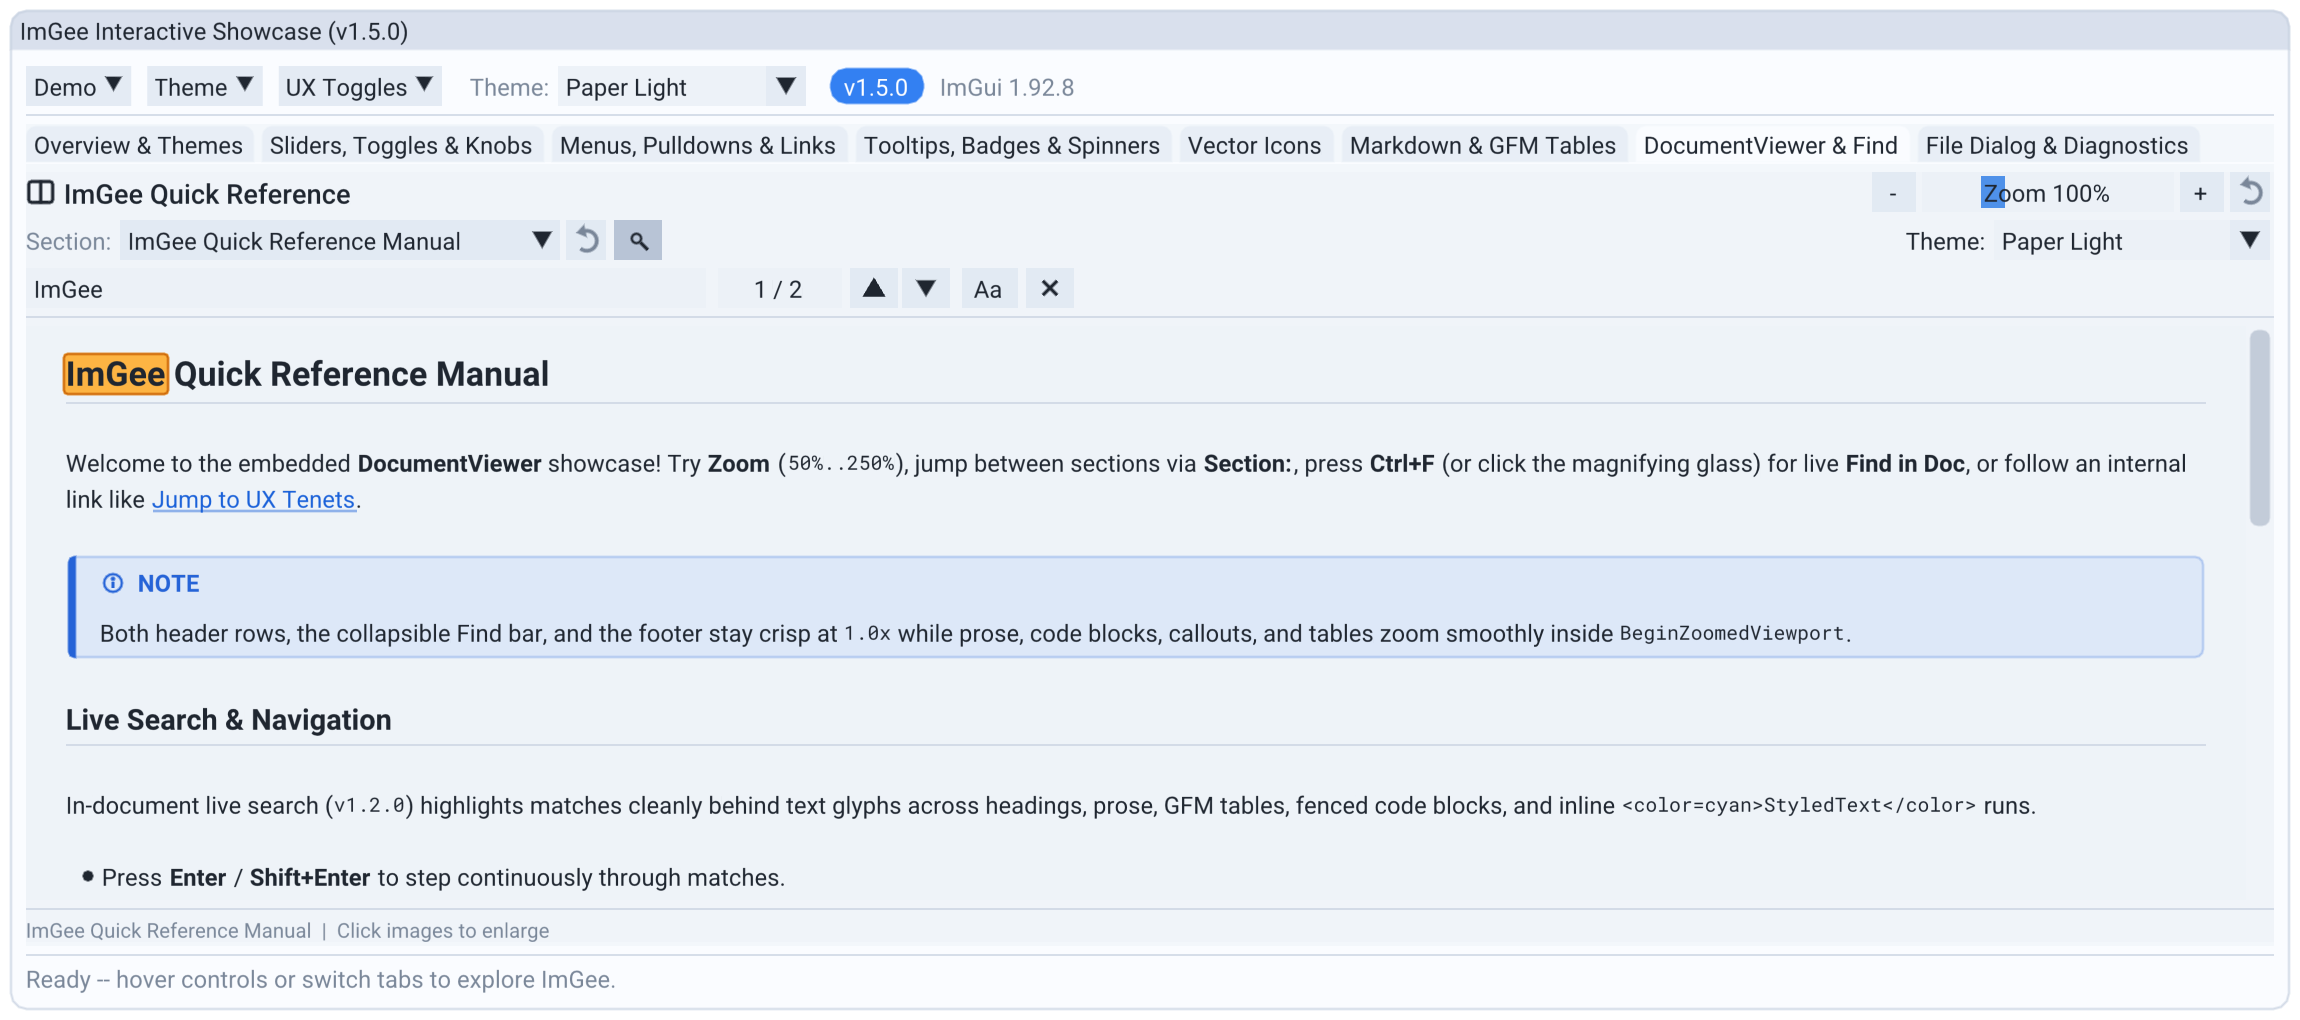 ImGee Interactive Showcase (v1.5.0)
Demo Theme UX Toggles Theme: Paper Light v1.5.0 ImGui 1.92.8
Overview & Themes Sliders, Toggles & Knobs Menus, Pulldowns & Links Tooltips, Badges & Spinners Vector Icons Markdown & GFM Tables DocumentViewer & Find File Dialog & Diagnostics
ImGee Quick Reference - Zoom 100% +
Section: ImGee Quick Reference Manual Theme: Paper Light
ImGee 1 / 2 Aa
ImGee Quick Reference Manual
Welcome to the embedded DocumentViewer showcase! Try Zoom (50%..250%), jump between sections via Section:, press Ctrl+F (or click the magnifying glass) for live Find in Doc, or follow an internal
link like Jump to UX Tenets.
NOTE
Both header rows, the collapsible Find bar, and the footer stay crisp at 1.0x while prose, code blocks, callouts, and tables zoom smoothly inside BeginZoomedViewport.
Live Search & Navigation
In-document live search (v1.2.0) highlights matches cleanly behind text glyphs across headings, prose, GFM tables, fenced code blocks, and inline <color=cyan>StyledText</color> runs.
Press Enter / Shift+Enter to step continuously through matches.
ImGee Quick Reference Manual | Click images to enlarge
Ready -- hover controls or switch tabs to explore ImGee.